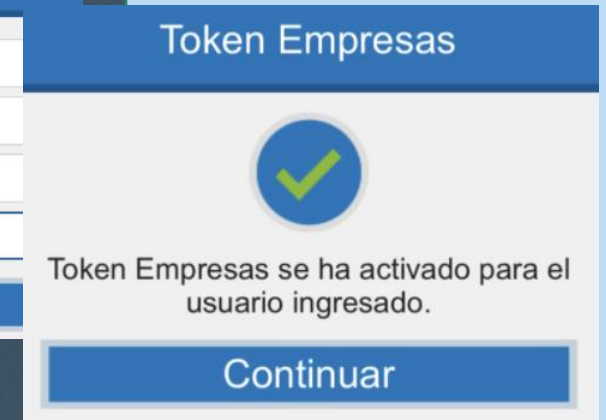 Token Empresas
Token Empresas se ha activado para el
usuario ingresado.
Continuar